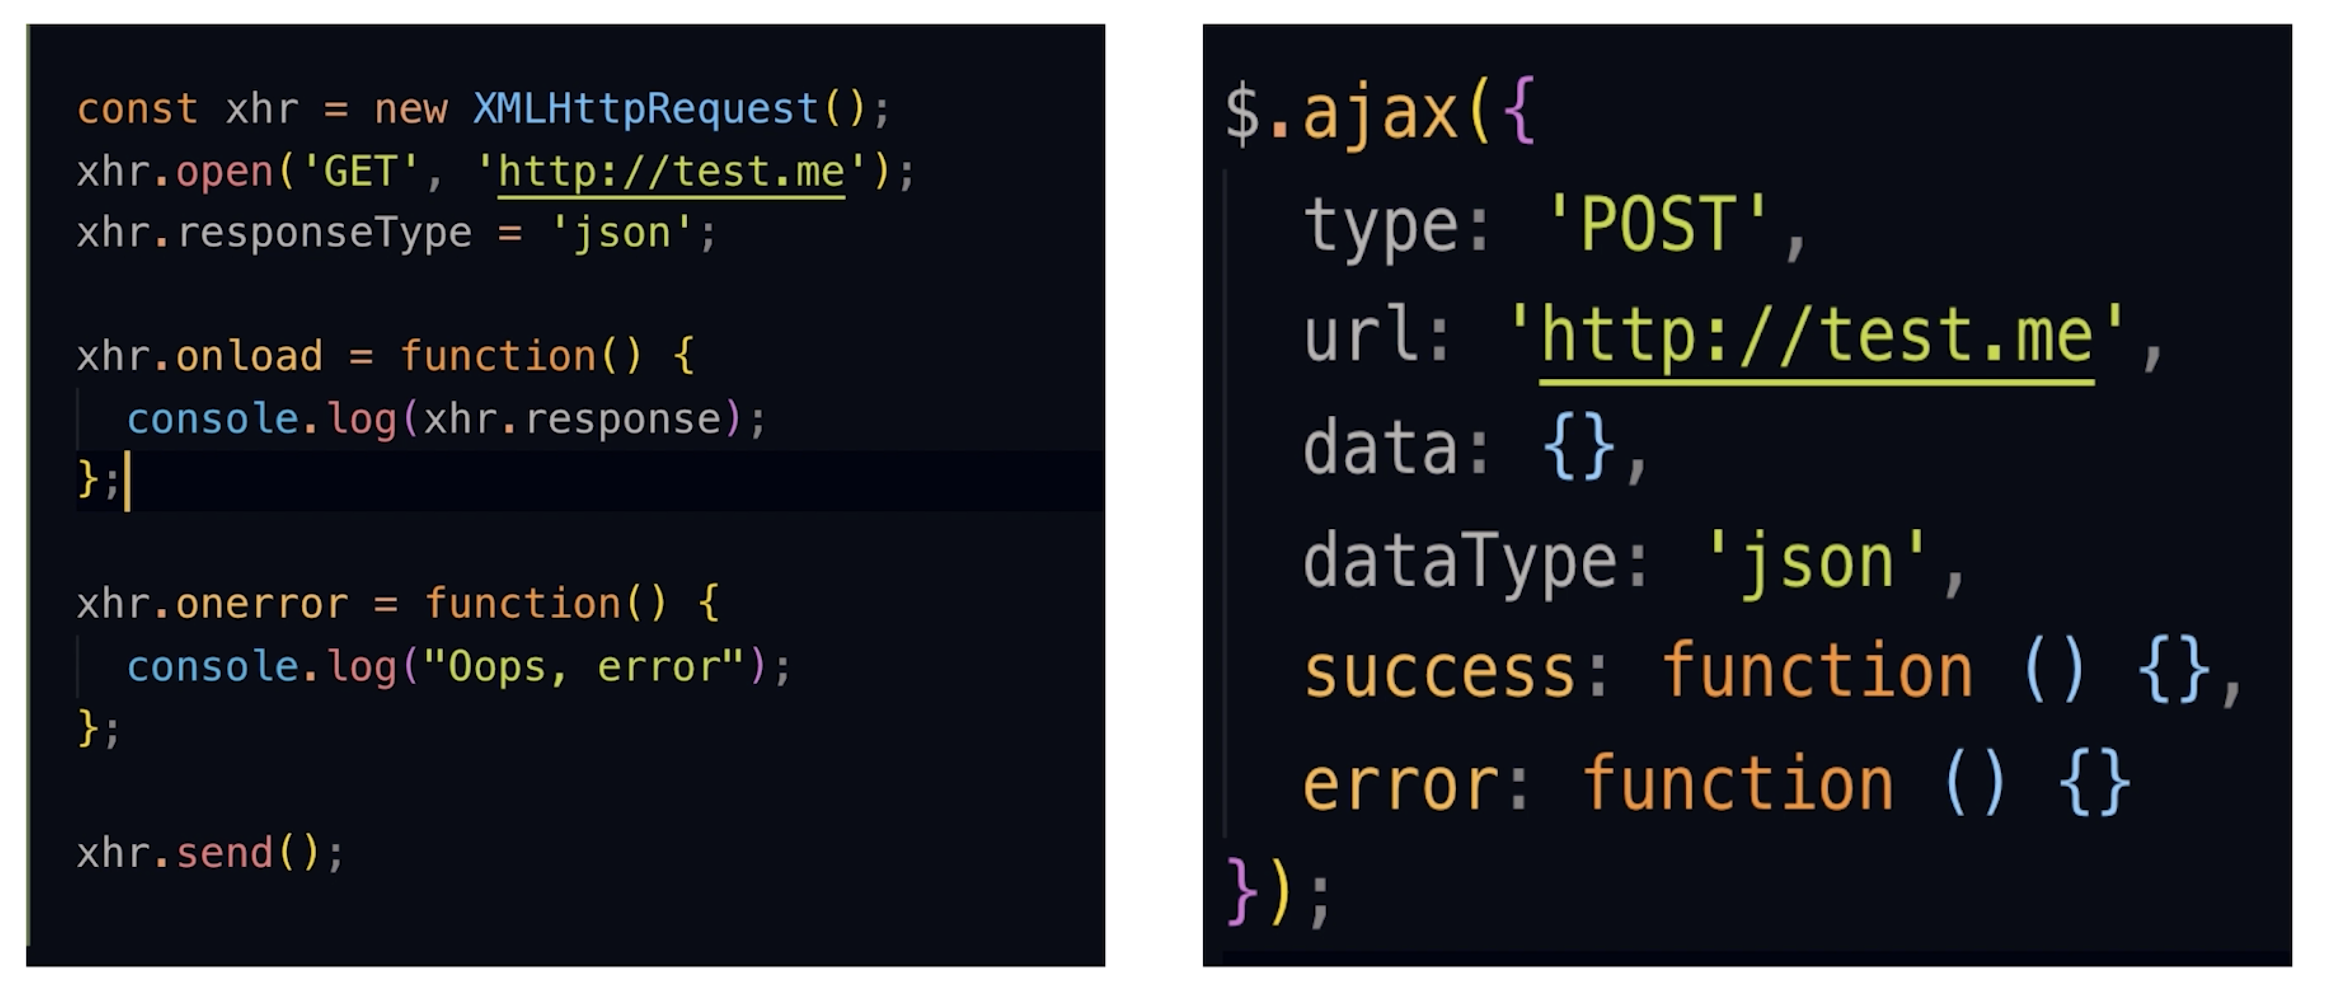 const xhr = new XMLHttpRequest();
xhr.open('GET', 'http://test.me');
xhr.responseType = 'json';
xhr.onload = function() {
console.log(xhr.response);
};
xhr.onerror = function() {
console.log("Oops, error");
};
xhr.send();
$.ajax({
type: 'POST',
url: 'http://test.me',
data: {},
dataType: 'json',
success: function () {},
error: function () {}
});